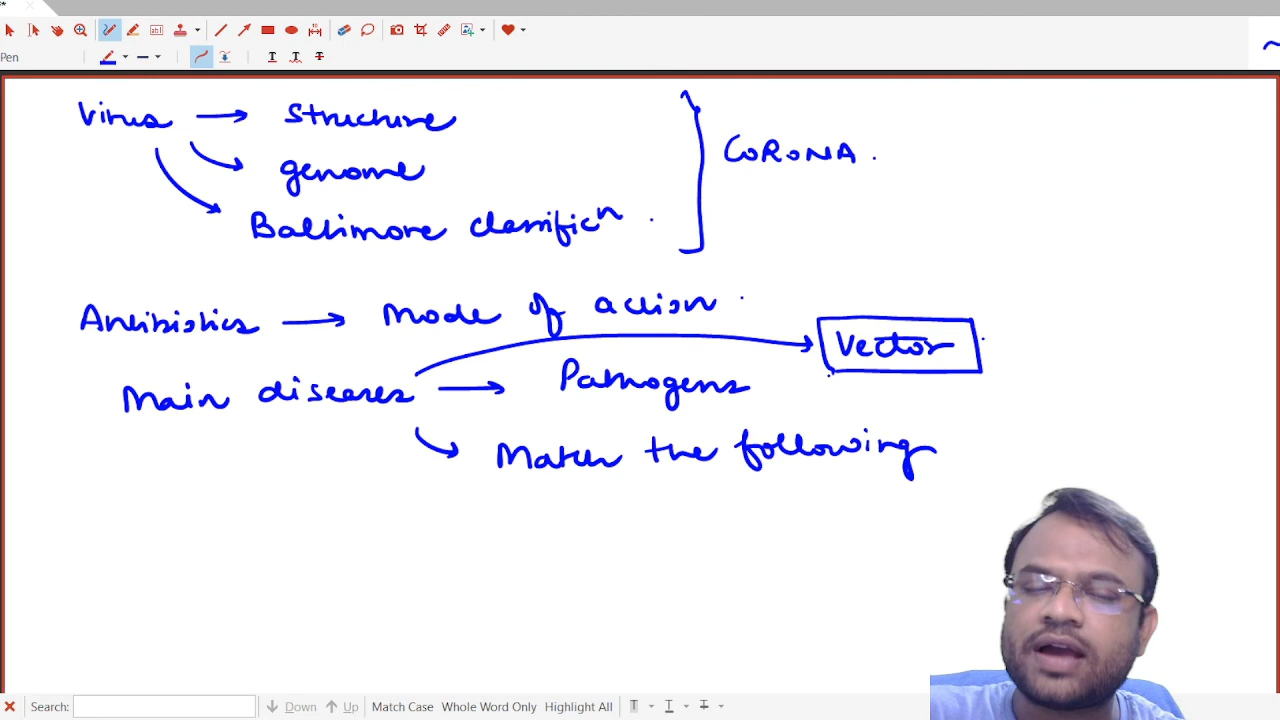 Pen
Virus → Structure
genome
Baltimore classificn.
CORONA.
Antibiotics → Mode of action.
Vector
Main diseases → Pathogens
Match the following
Search:
Down Up Match Case Whole Word Only Highlight All